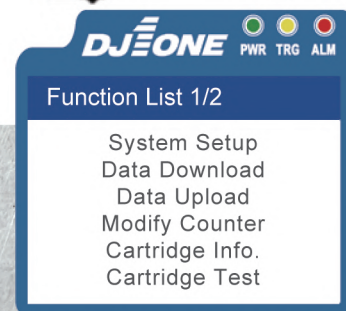 DJEONE
PWR TRG ALM
Function List 1/2
System Setup
Data Download
Data Upload
Modify Counter
Cartridge Info.
Cartridge Test